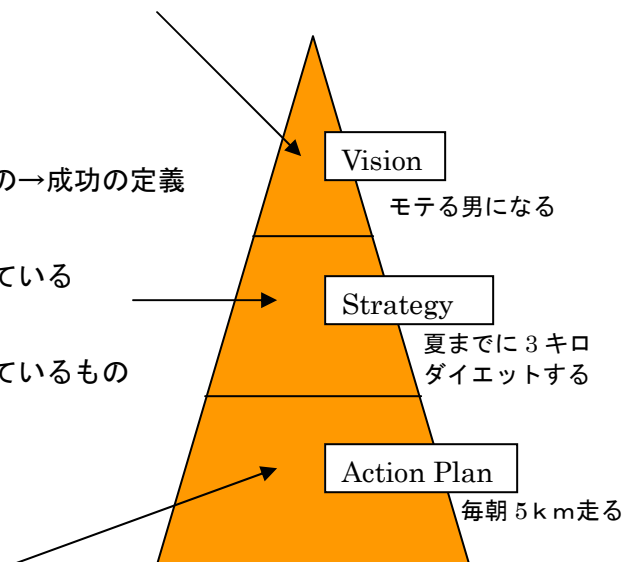 Vision
の→成功の定義
モテる男になる
ている
Strategy
夏までに 3 キロ
ダイエットする
ているもの
Action Plan
毎朝 5ｋｍ走る